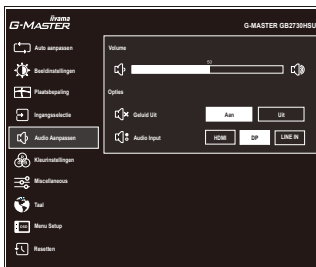 iiyama
G-MASTER
G-MASTER GB2730HSU
Auto aanpassen
Beeldinstellingen
Plaatsbepaling
Ingangsselectie
Audio Aanpassen
Kleurinstellingen
Miscellaneous
Taal
OSD Menu Setup
Resetten
Volume
50
Opties
Geluid Uit
Aan
Uit
Audio Input
HDMI
DP
LINE IN